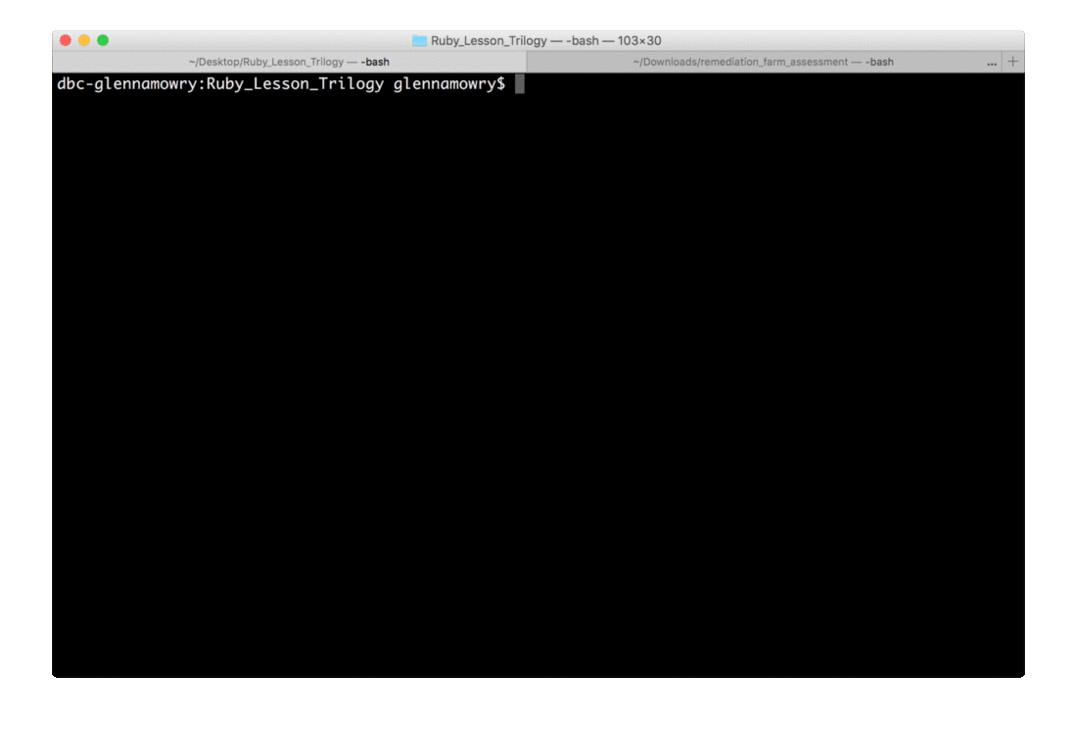 Ruby_Lesson_Trilogy — -bash — 103×30
~/Desktop/Ruby_Lesson_Trilogy — -bash
~/Downloads/remediation_farm_assessment — -bash ... +
dbc-glennamowry:Ruby_Lesson_Trilogy glennamowry$